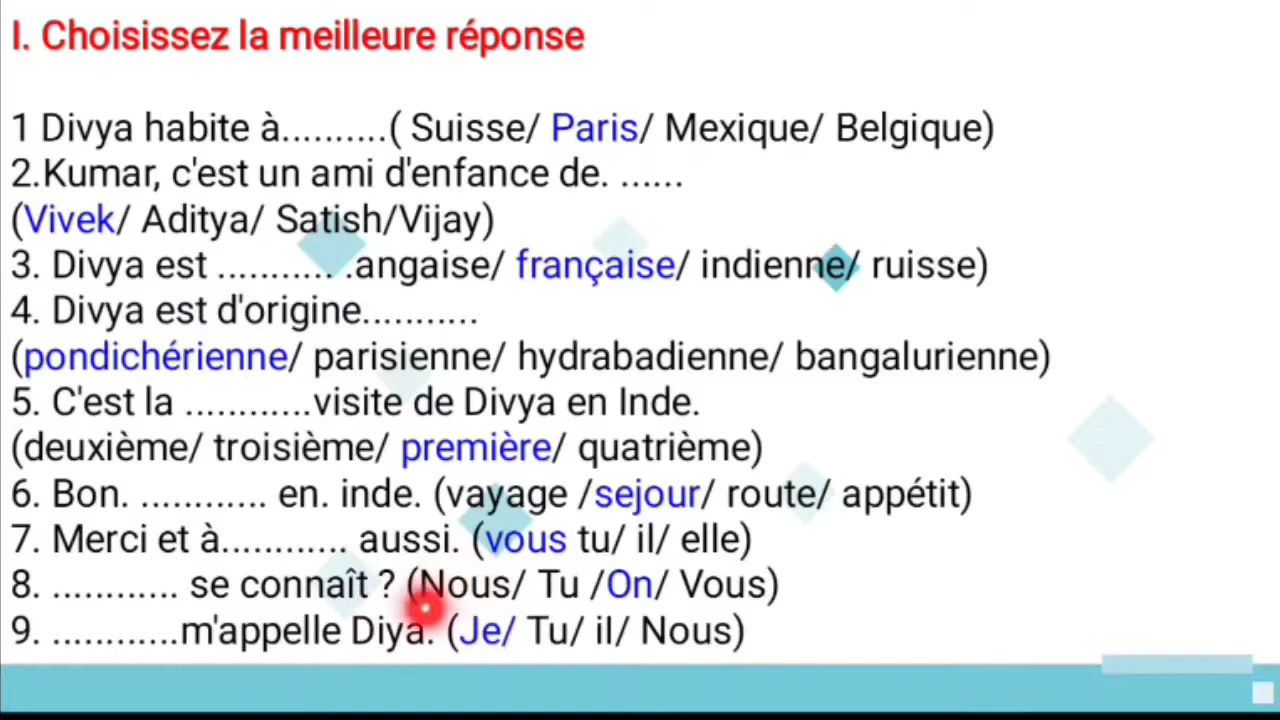 I. Choisissez la meilleure réponse
1 Divya habite à..........( Suisse/ Paris/ Mexique/ Belgique)
2.Kumar, c'est un ami d'enfance de. ......
(Vivek/ Aditya/ Satish/Vijay)
3. Divya est ........... .angaise/ française/ indienne/ ruisse)
4. Divya est d'origine...........
(pondichérienne/ parisienne/ hydrabadienne/ bangalurienne)
5. C'est la ............visite de Divya en Inde.
(deuxième/ troisième/ première/ quatrième)
6. Bon. ............ en. inde. (vayage /sejour/ route/ appétit)
7. Merci et à............ aussi. (vous tu/ il/ elle)
8. ............ se connaît ? (Nous/ Tu /On/ Vous)
9. ............m'appelle Diya. (Je/ Tu/ il/ Nous)